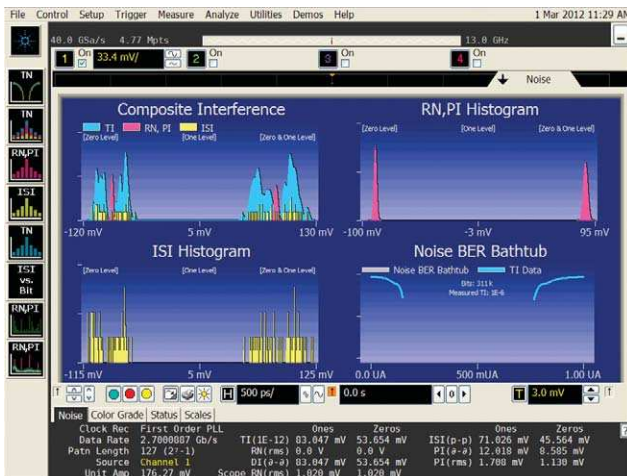 File Control Setup Trigger Measure Analyze Utilities Demos Help 1 Mar 2012 11:29 AM
40.0 GSa/s 4.77 Mpts 13.0 GHz
1 On 33.4 mV/ 2 On 3 On 4 On
Noise
TN
TN
RN,PI
ISI
TN
ISI
vs.
Bit
RN,PI
RN,PI
Composite Interference
TI RN, PI ISI
[Zero Level] [One Level] [Zero & One Level]
-120 mV 5 mV 130 mV
RN,PI Histogram
[Zero Level] [One Level] [Zero & One Level]
-100 mV -3 mV 95 mV
ISI Histogram
[Zero Level] [One Level] [Zero & One Level]
-115 mV 5 mV 125 mV
Noise BER Bathtub
Noise BER Bathtub TI Data
Bits: 311k
Measured TI: 1E-6
0.0 UA 500 mUA 1.00 UA
H 500 ps/ 0.0 s 0 T 3.0 mV
Noise Color Grade Status Scales
Clock Rec First Order PLL Ones Zeros Ones Zeros
Data Rate 2.7000087 Gb/s TI(1E-12) 83.047 mV 53.654 mV ISI(p-p) 71.026 mV 45.564 mV
Patn Length 127 RN(rms) 0.0 V 0.0 V PI(∂-∂) 12.018 mV 8.585 mV
Source Channel 1 DI(∂-∂) 83.047 mV 53.654 mV PI(rms) 1.700 mV 1.130 mV
Unit Amp 176.27 mV Scope RN(rms) 1.020 mV 1.020 mV